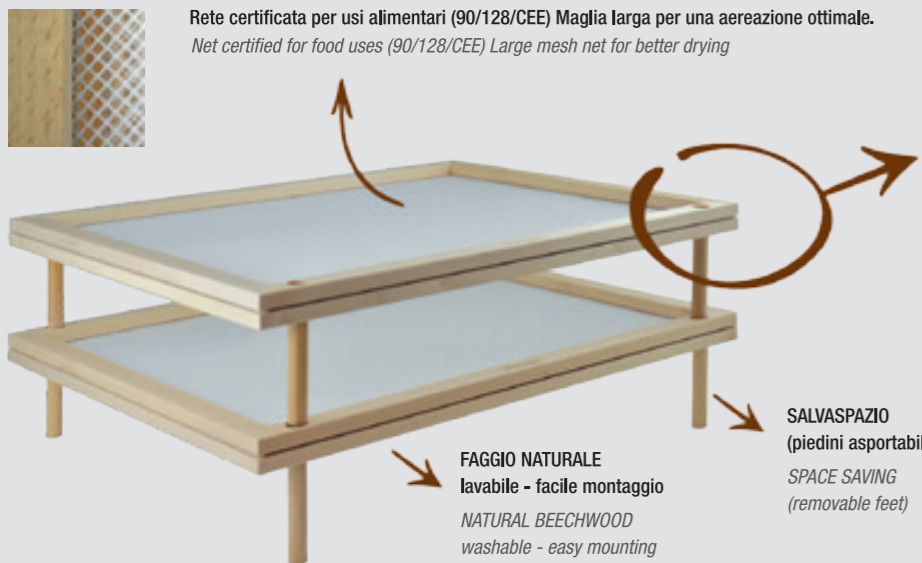 Rete certificata per usi alimentari (90/128/CEE) Maglia larga per una aereazione ottimale.
Net certified for food uses (90/128/CEE) Large mesh net for better drying
FAGGIO NATURALE
lavabile - facile montaggio
NATURAL BEECHWOOD
washable - easy mounting
SALVASPAZIO
(piedini asportabil
SPACE SAVING
(removable feet)